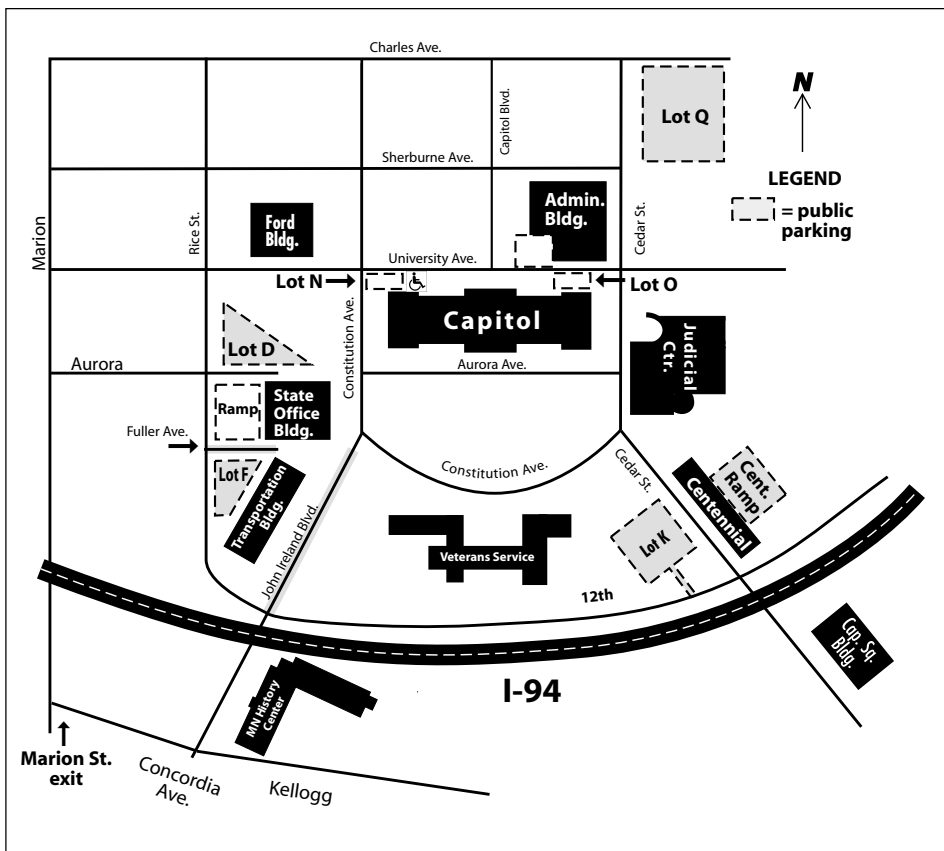 Charles Ave.
Capitol Blvd.
Lot Q
N
Sherburne Ave.
LEGEND
= public
parking
Marion
Rice St.
Ford
Bldg.
Admin.
Bldg.
Cedar St.
University Ave.
Lot N
Lot O
Capitol
Constitution Ave.
Judicial
Ctr.
Lot D
Aurora
Aurora Ave.
Ramp
State
Office
Bldg.
Fuller Ave.
Lot F
Transportation
Bldg.
John Ireland Blvd.
Constitution Ave.
Cedar St.
Cent.
Ramp
Centennial
Lot K
Veterans Service
12th
Cap. Sq.
Bldg.
I-94
MN History
Center
Marion St.
exit
Concordia
Ave.
Kellogg